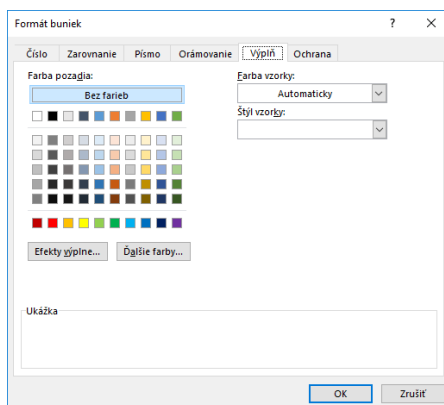 Formát buniek ? X
Číslo Zarovnanie Písmo Orámovanie Výplň Ochrana
Farba pozadia:
Bez farieb
Efekty výplne... Ďalšie farby...
Farba vzorky:
Automaticky
Štýl vzorky:
Ukážka
OK Zrušiť